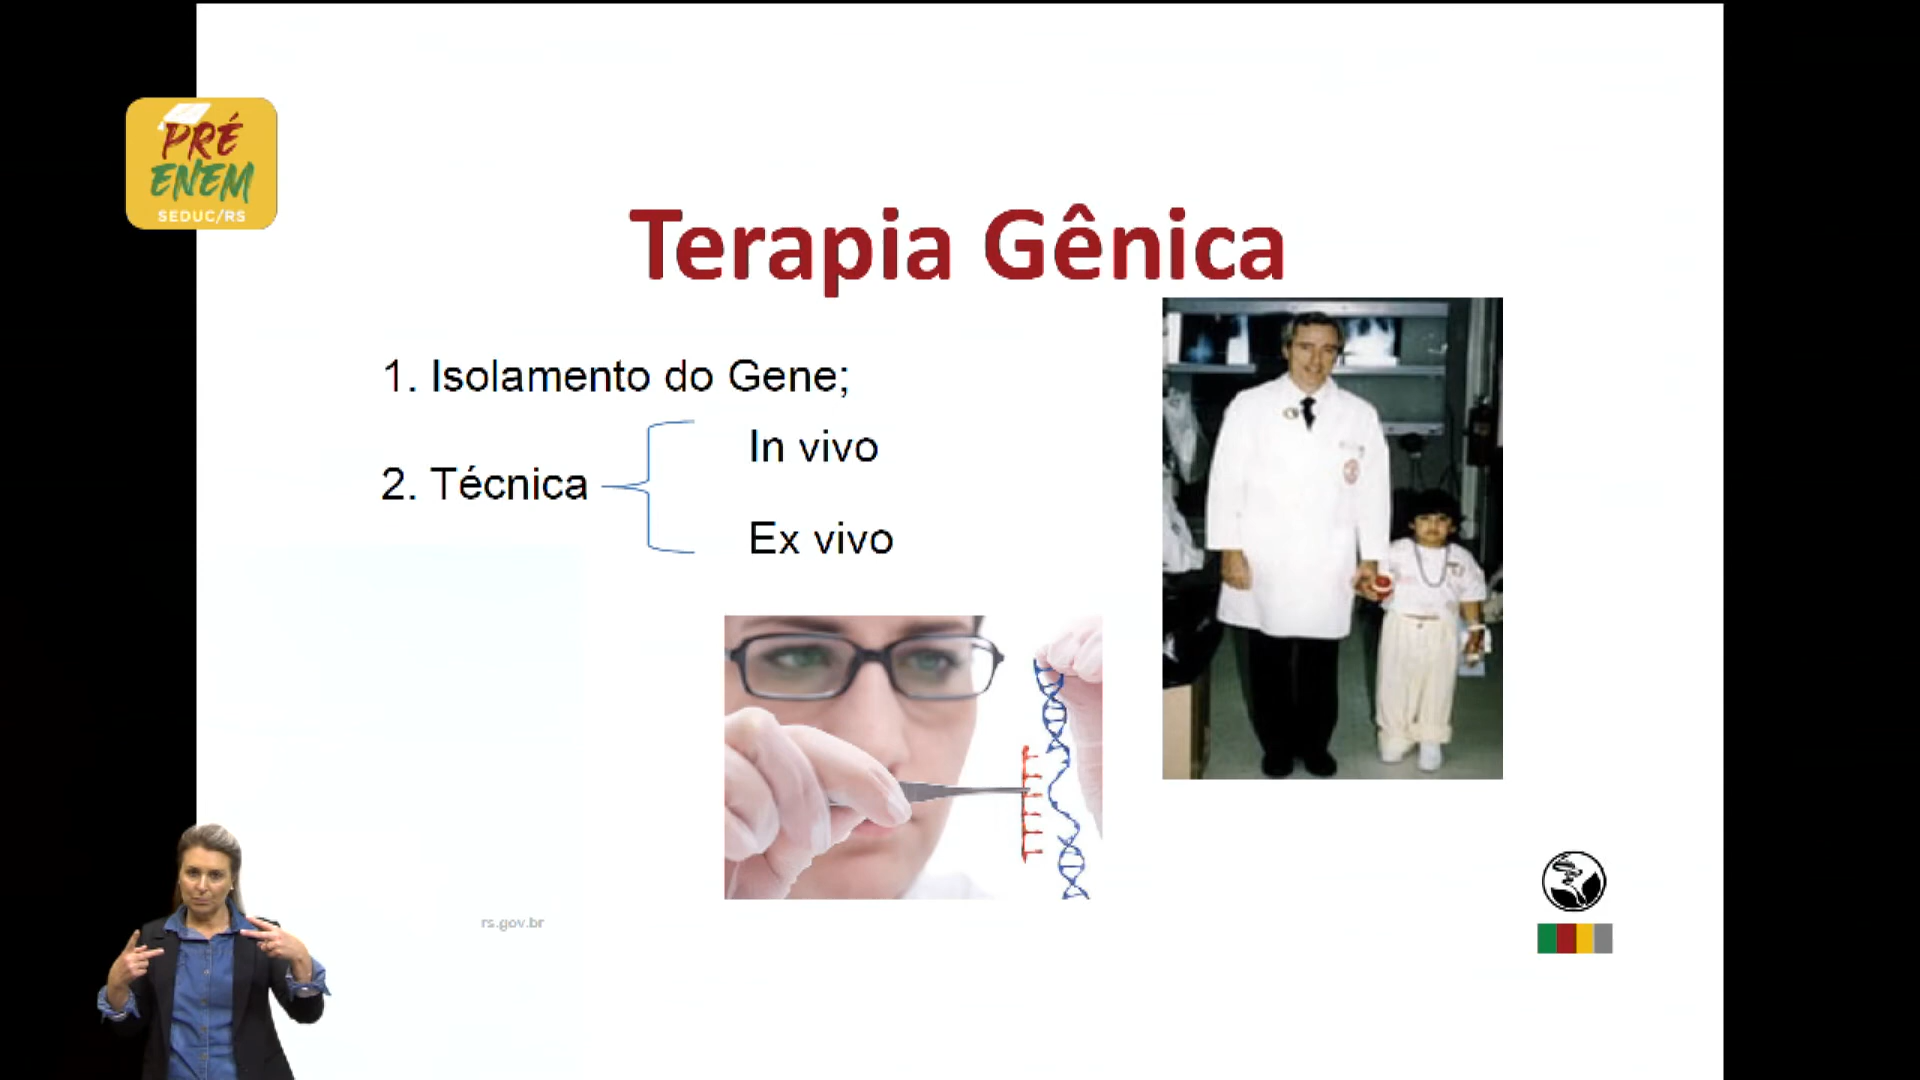 PRÉ
ENEM
SEDUC/RS
Terapia Gênica
1. Isolamento do Gene;
2. Técnica
In vivo
Ex vivo
rs.gov.br